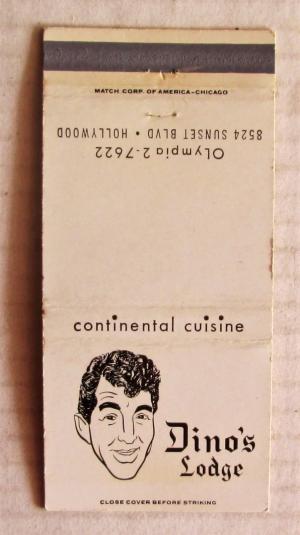 MATCH CORP. OF AMERICA-CHICAGO
8524 SUNSET BLVD • HOLLYWOOD
OLympia 2-7622
continental cuisine
Dino's
Lodge
CLOSE COVER BEFORE STRIKING